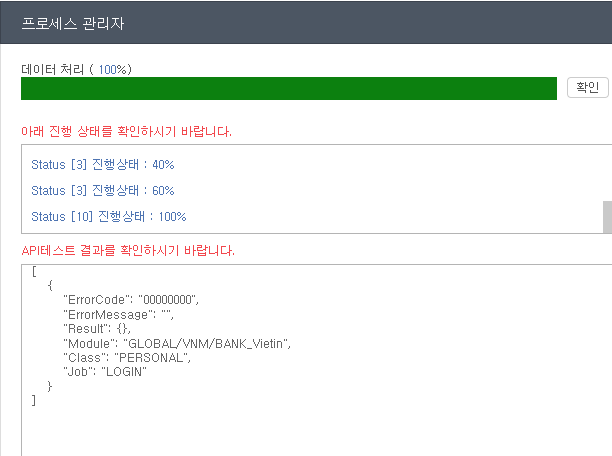 프로세스 관리자
데이터 처리 ( 100%)
확인
아래 진행 상태를 확인하시기 바랍니다.
Status [3] 진행상태 : 40%
Status [3] 진행상태 : 60%
Status [10] 진행상태 : 100%
API테스트 결과를 확인하시기 바랍니다.
[
{
"ErrorCode": "00000000",
"ErrorMessage": "",
"Result": {},
"Module": "GLOBAL/VNM/BANK_Vietin",
"Class": "PERSONAL",
"Job": "LOGIN"
}
]